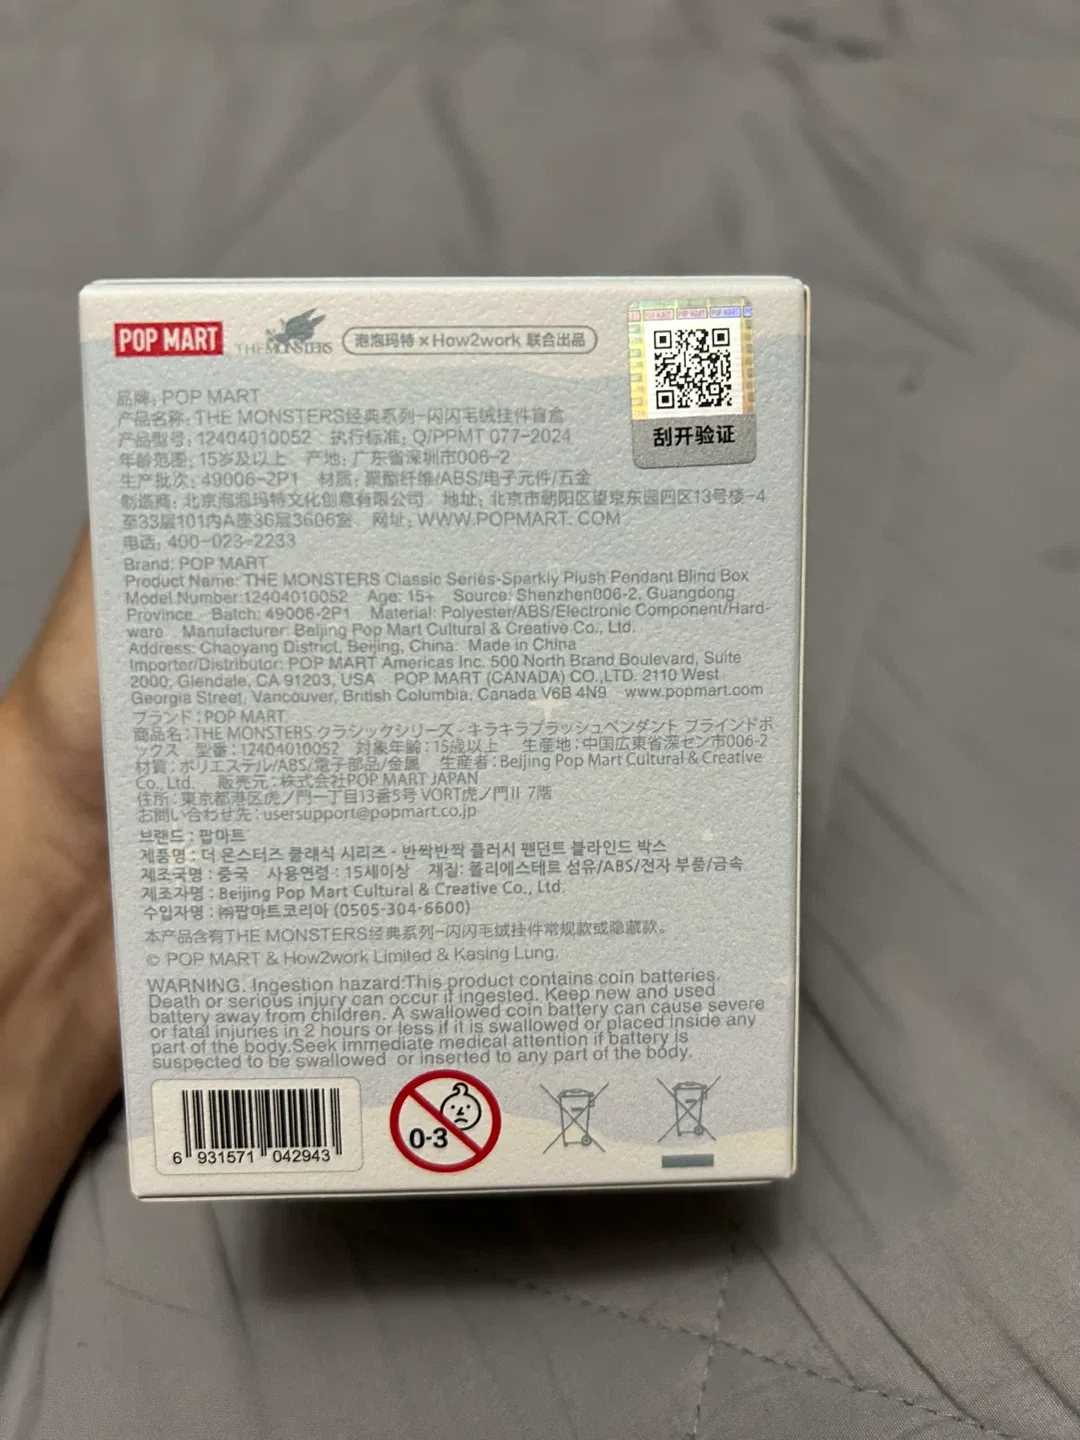 POP MART THE MONSTERS 泡泡玛特 × How2work 联合出品
POP MART POP MART POP MART
刮开验证
品牌: POP MART
产品名称: THE MONSTERS经典系列-闪闪毛绒挂件盲盒
产品型号: 12404010052 执行标准: Q/PPMT 077-2024
年龄范围: 15岁及以上 产地: 广东省深圳市006-2
生产批次: 49006-2P1 材质: 聚酯纤维/ABS/电子元件/五金
制造商: 北京泡泡玛特文化创意有限公司 地址: 北京市朝阳区望京东园四区13号楼-4
至33层101内A座36层3606室 网址: WWW.POPMART. COM
电话: 400-023-2233
Brand: POP MART
Product Name: THE MONSTERS Classic Series-Sparkly Plush Pendant Blind Box
Model Number:12404010052 Age: 15+ Source: Shenzhen006-2, Guangdong
Province Batch: 49006-2P1 Material: Polyester/ABS/Electronic Component/Hard-
ware Manufacturer: Beijing Pop Mart Cultural & Creative Co., Ltd.
Address: Chaoyang District, Beijing, China Made in China
Importer/Distributor: POP MART Americas Inc. 500 North Brand Boulevard, Suite
2000, Glendale, CA 91203, USA POP MART (CANADA) CO.,LTD. 2110 West
Georgia Street, Vancouver, British Columbia, Canada V6B 4N9 www.popmart.com
ブランド：POP MART
商品名：THE MONSTERS クラシックシリーズ - キラキラプラッシュペンダント ブラインドボ
ックス 型番：12404010052 対象年齢：15歳以上 生産地：中国広東省深セン市006-2
材質：ポリエステル/ABS/電子部品/金属 生産者：Beijing Pop Mart Cultural & Creative
Co., Ltd. 販売元：株式会社POP MART JAPAN
住所：東京都港区虎ノ門一丁目13番5号 VORT虎ノ門II 7階
お問い合わせ先：usersupport@popmart.co.jp
브랜드 : 팝마트
제품명 : 더 몬스터즈 클래식 시리즈 - 반짝반짝 플러시 펜던트 블라인드 박스
제조국명 : 중국 사용연령 : 15세이상 재질: 폴리에스테르 섬유/ABS/전자 부품/금속
제조자명 : Beijing Pop Mart Cultural & Creative Co., Ltd.
수입자명 : ㈜팝마트코리아 (0505-304-6600)
本产品含有THE MONSTERS经典系列-闪闪毛绒挂件常规款或隐藏款。
© POP MART & How2work Limited & Kasing Lung.
WARNING. Ingestion hazard:This product contains coin batteries.
Death or serious injury can occur if ingested. Keep new and used
battery away from children. A swallowed coin battery can cause severe
or fatal injuries in 2 hours or less if it is swallowed or placed inside any
part of the body.Seek immediate medical attention if battery is
suspected to be swallowed or inserted to any part of the body.
6 931571 042943
0-3